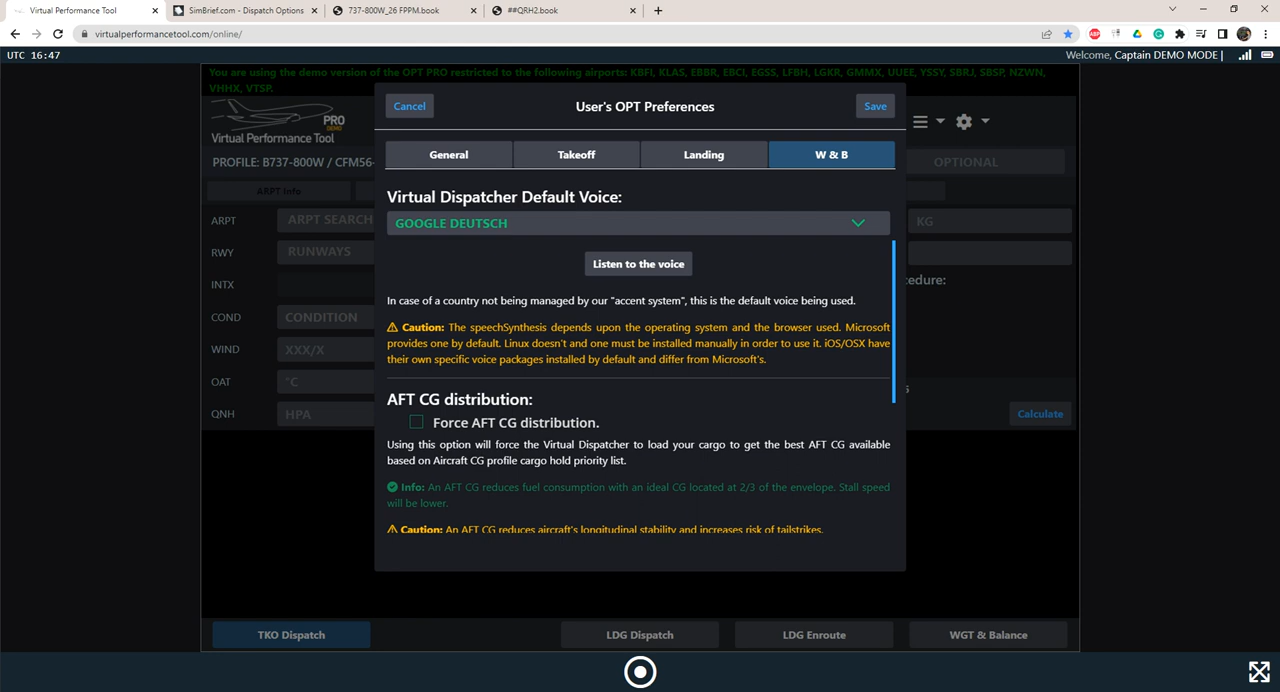 Virtual Performance Tool
SimBrief.com - Dispatch Options
737-800W_26 FPPM.book
##QRH2.book
virtualperformancetool.com/online/
UTC 16:47
Welcome, Captain DEMO MODE |
You are using the demo version of the OPT PRO restricted to the following airports: KBFI, KLAS, EBBR, EBCI, EGSS, LFBH, LGKR, GMMX, UUEE, YSSY, SBRJ, SBSP, NZWN,
VHHX, VTSP.
PRO
DEMO
Virtual Performance Tool
PROFILE: B737-800W / CFM56-
OPTIONAL
ARPT Info
ARPT
ARPT SEARCH
KG
RWY
RUNWAYS
INTX
edure:
COND
CONDITION
WIND
XXX/X
OAT
°C
QNH
HPA
Calculate
Cancel
User's OPT Preferences
Save
General
Takeoff
Landing
W & B
Virtual Dispatcher Default Voice:
GOOGLE DEUTSCH
Listen to the voice
In case of a country not being managed by our "accent system", this is the default voice being used.
Caution: The speechSynthesis depends upon the operating system and the browser used. Microsoft
provides one by default. Linux doesn't and one must be installed manually in order to use it. iOS/OSX have
their own specific voice packages installed by default and differ from Microsoft's.
AFT CG distribution:
Force AFT CG distribution.
Using this option will force the Virtual Dispatcher to load your cargo to get the best AFT CG available
based on Aircraft CG profile cargo hold priority list.
Info: An AFT CG reduces fuel consumption with an ideal CG located at 2/3 of the envelope. Stall speed
will be lower.
Caution: An AFT CG reduces aircraft's longitudinal stability and increases risk of tailstrikes.
TKO Dispatch
LDG Dispatch
LDG Enroute
WGT & Balance